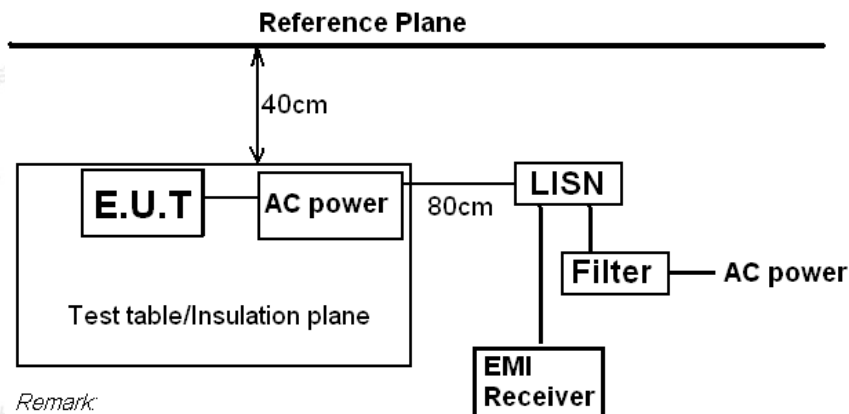 Reference Plane
40cm
E.U.T
AC power
80cm
LISN
Filter
AC power
Test table/Insulation plane
EMI
Receiver
Remark: